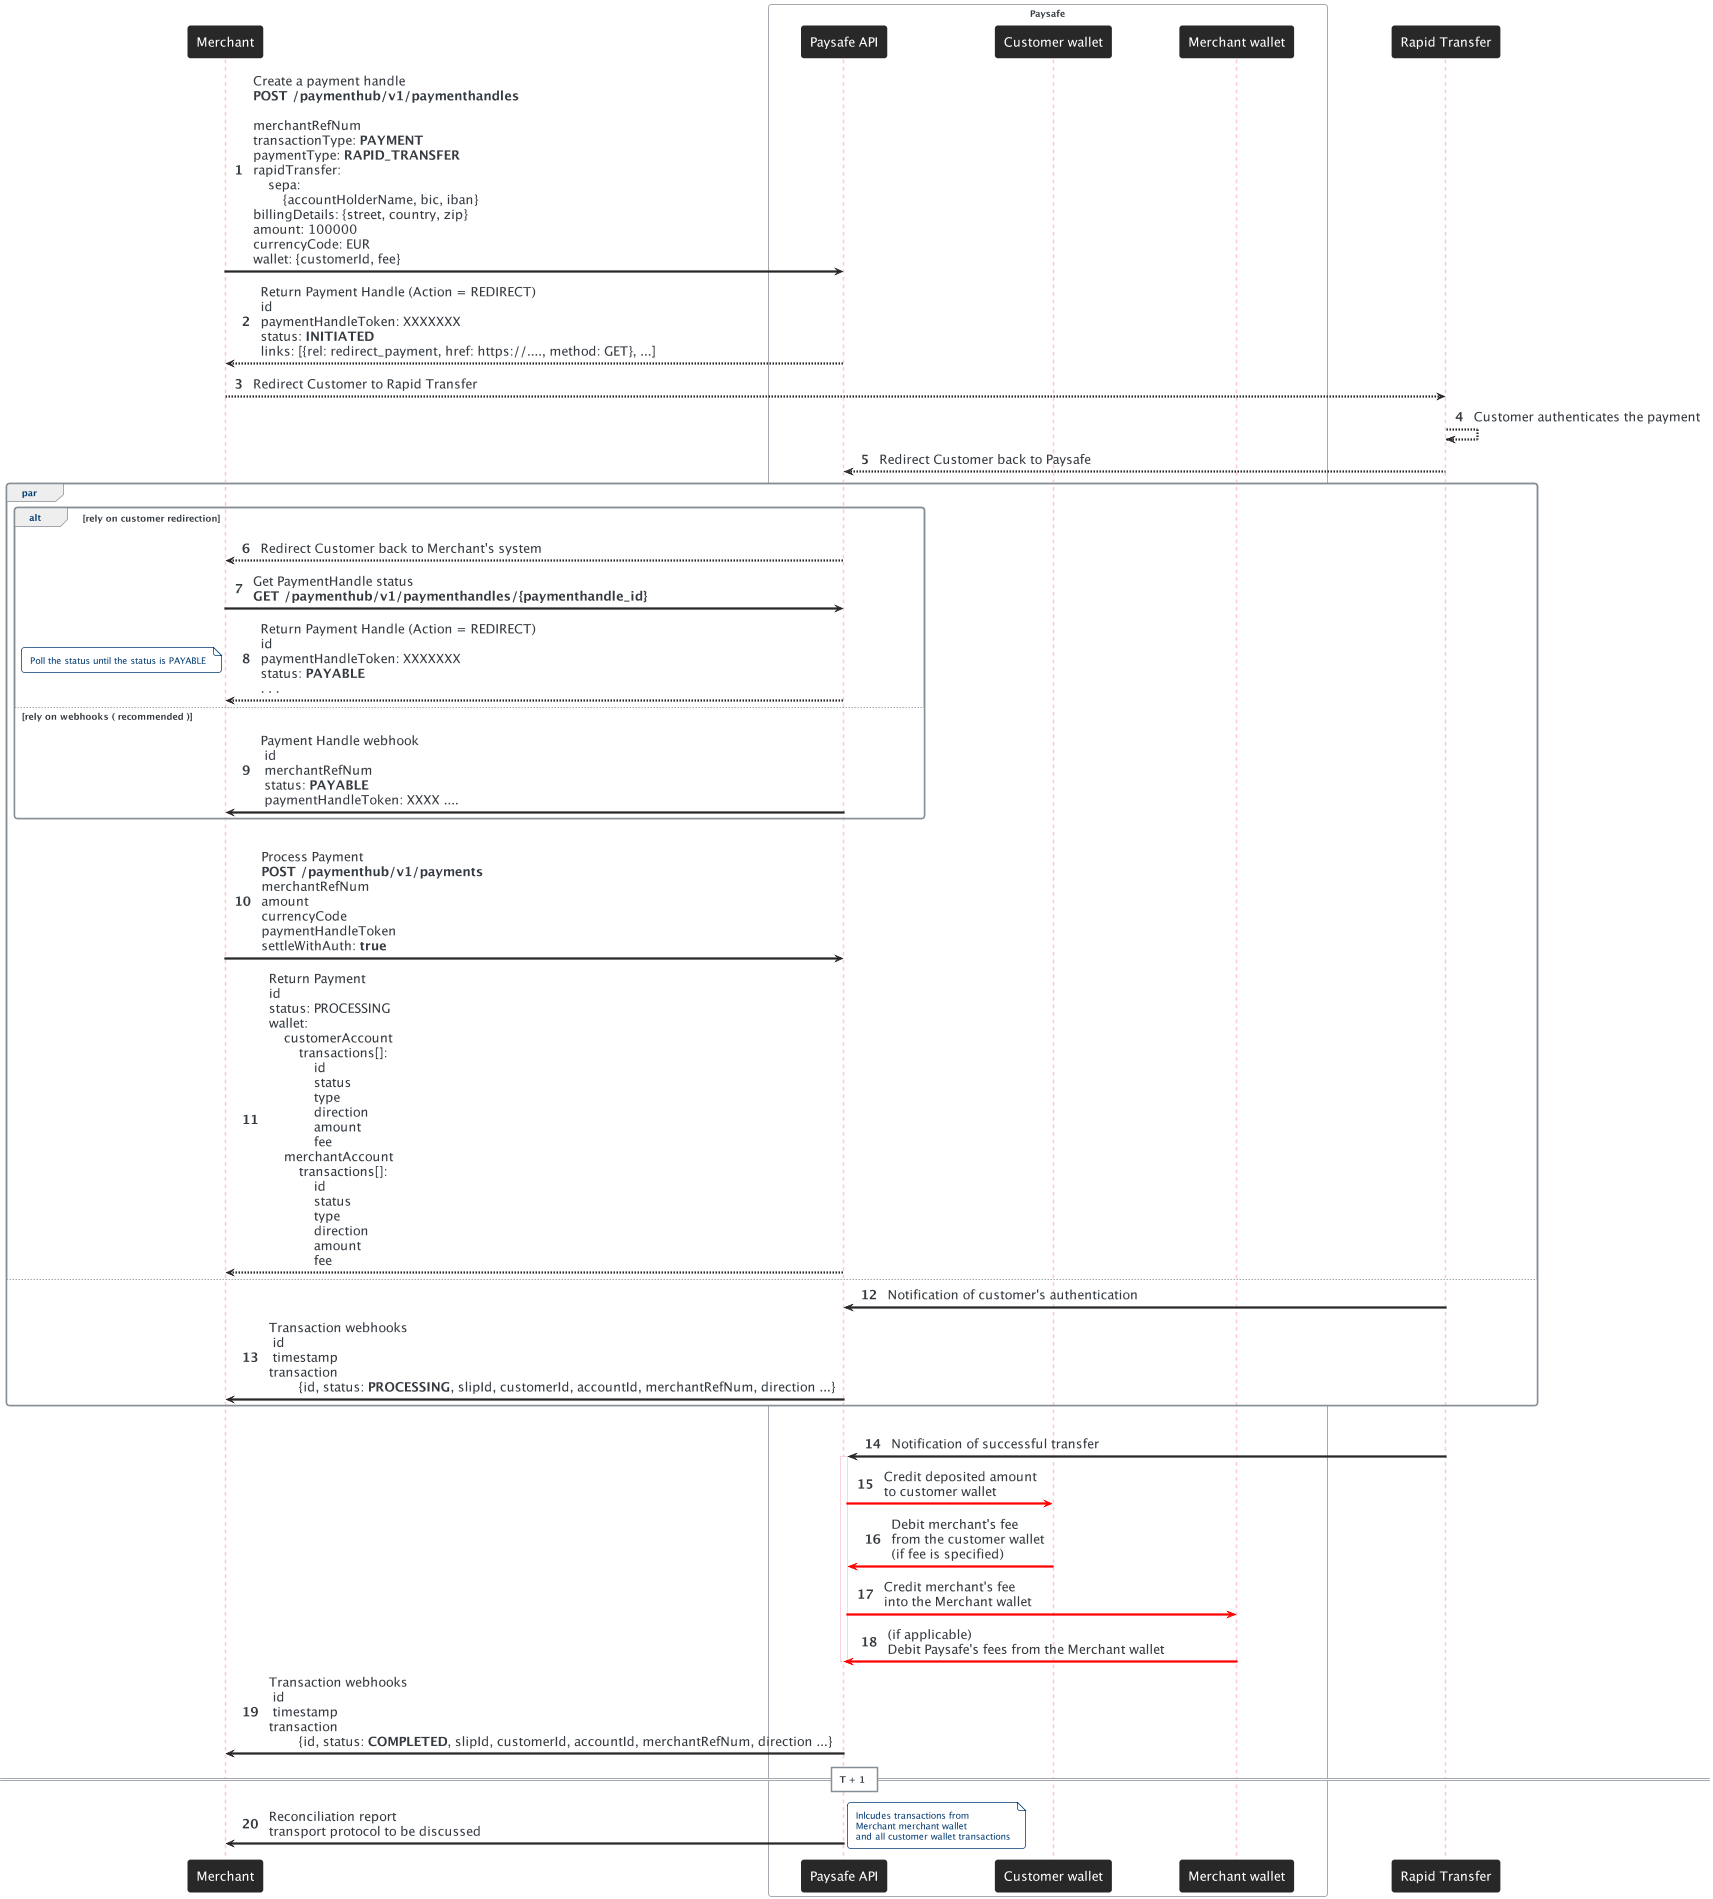 Paysafe
Merchant
Paysafe API
Customer wallet
Merchant wallet
Rapid Transfer
Create a payment handle
POST /paymenthub/v1/paymenthandles
merchantRefNum
transactionType: PAYMENT
paymentType: RAPID_TRANSFER
1 rapidTransfer:
sepa:
{accountHolderName, bic, iban}
billingDetails: {street, country, zip}
amount: 100000
currencyCode: EUR
wallet: {customerId, fee}
Return Payment Handle (Action = REDIRECT)
id
2 paymentHandleToken: XXXXXXX
status: INITIATED
links: [{rel: redirect_payment, href: https://...., method: GET}, ...]
3 Redirect Customer to Rapid Transfer
4 Customer authenticates the payment
5 Redirect Customer back to Paysafe
par
alt [rely on customer redirection]
6 Redirect Customer back to Merchant's system
Get PaymentHandle status
7
GET /paymenthub/v1/paymenthandles/{paymenthandle_id}
Return Payment Handle (Action = REDIRECT)
id
8 paymentHandleToken: XXXXXXX
status: PAYABLE
. . .
Poll the status until the status is PAYABLE
[rely on webhooks ( recommended )]
Payment Handle webhook
id
9 merchantRefNum
status: PAYABLE
paymentHandleToken: XXXX ....
Process Payment
POST /paymenthub/v1/payments
merchantRefNum
10 amount
currencyCode
paymentHandleToken
settleWithAuth: true
Return Payment
id
status: PROCESSING
wallet:
customerAccount
transactions[]:
id
status
type
direction
11 amount
fee
merchantAccount
transactions[]:
id
status
type
direction
amount
fee
12 Notification of customer's authentication
Transaction webhooks
id
13 timestamp
transaction
{id, status: PROCESSING, slipId, customerId, accountId, merchantRefNum, direction ...}
14 Notification of successful transfer
15 Credit deposited amount
to customer wallet
Debit merchant's fee
16 from the customer wallet
(if fee is specified)
17 Credit merchant's fee
into the Merchant wallet
18 (if applicable)
Debit Paysafe's fees from the Merchant wallet
Transaction webhooks
id
19 timestamp
transaction
{id, status: COMPLETED, slipId, customerId, accountId, merchantRefNum, direction ...}
T + 1
20 Reconciliation report
transport protocol to be discussed
Inlcudes transactions from
Merchant merchant wallet
and all customer wallet transactions
Merchant
Paysafe API
Customer wallet
Merchant wallet
Rapid Transfer